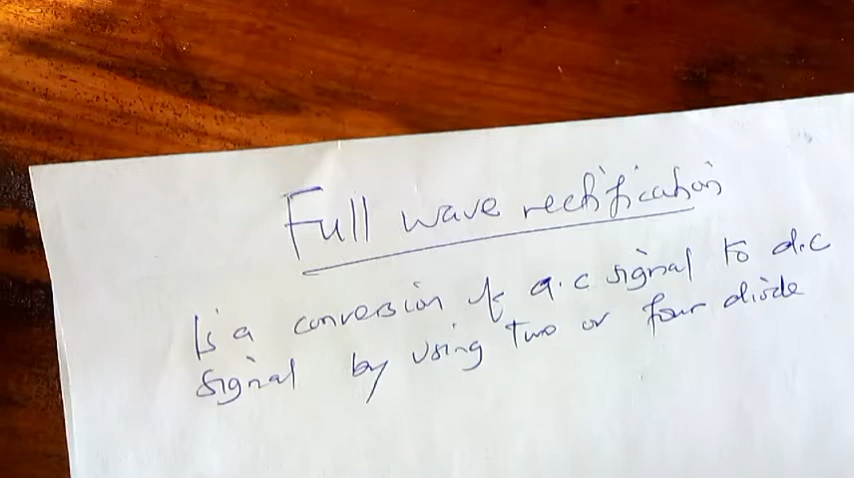 Full wave rectification
Is a conversion of a.c signal to d.c
signal by using two or four diode